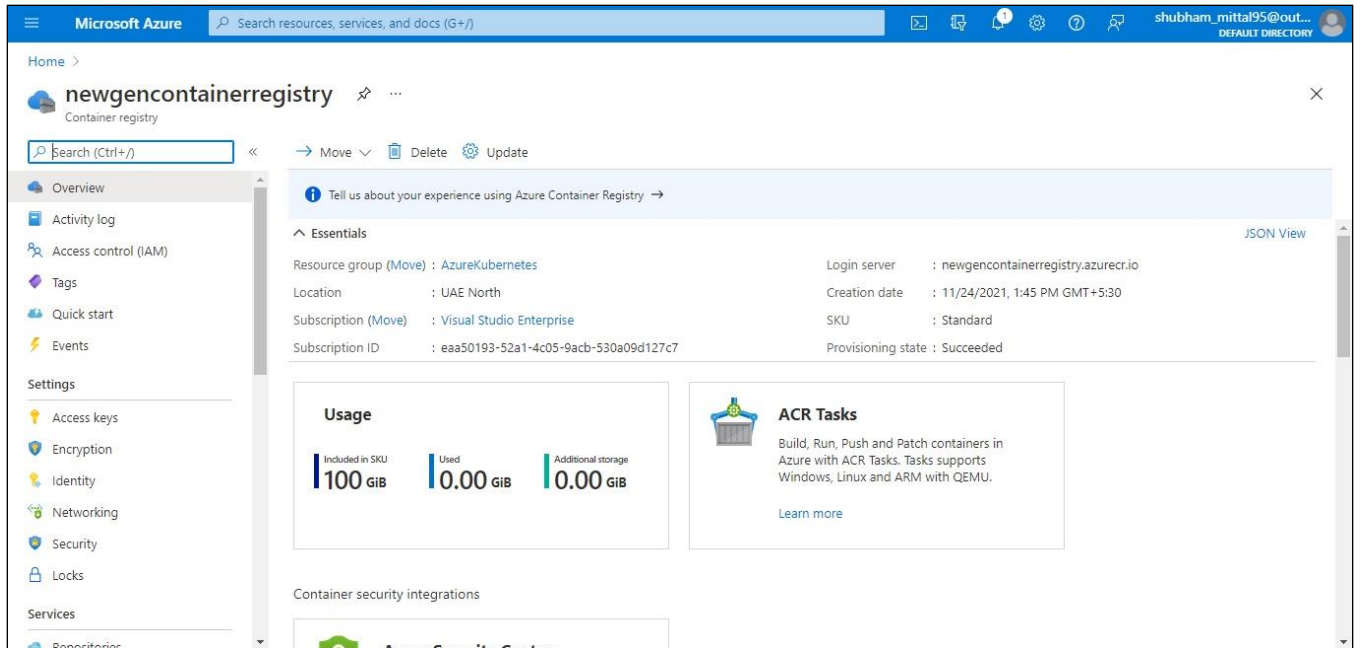 Microsoft Azure
Search resources, services, and docs (G+/)
1
shubham_mittal95@out...
DEFAULT DIRECTORY
Home >
newgencontainerregistry
...
Container registry
Search (Ctrl+/)
«
Move
Delete
Update
Overview
Activity log
Access control (IAM)
Tags
Quick start
Events
Settings
Access keys
Encryption
Identity
Networking
Security
Locks
Services
Repositories
Tell us about your experience using Azure Container Registry →
Essentials
JSON View
Resource group (Move) : AzureKubernetes
Location : UAE North
Subscription (Move) : Visual Studio Enterprise
Subscription ID : eaa50193-52a1-4c05-9acb-530a09d127c7
Login server : newgencontainerregistry.azurecr.io
Creation date : 11/24/2021, 1:45 PM GMT+5:30
SKU : Standard
Provisioning state : Succeeded
Usage
Included in SKU
100 GiB
Used
0.00 GiB
Additional storage
0.00 GiB
ACR Tasks
Build, Run, Push and Patch containers in
Azure with ACR Tasks. Tasks supports
Windows, Linux and ARM with QEMU.
Learn more
Container security integrations
Azure Security Center